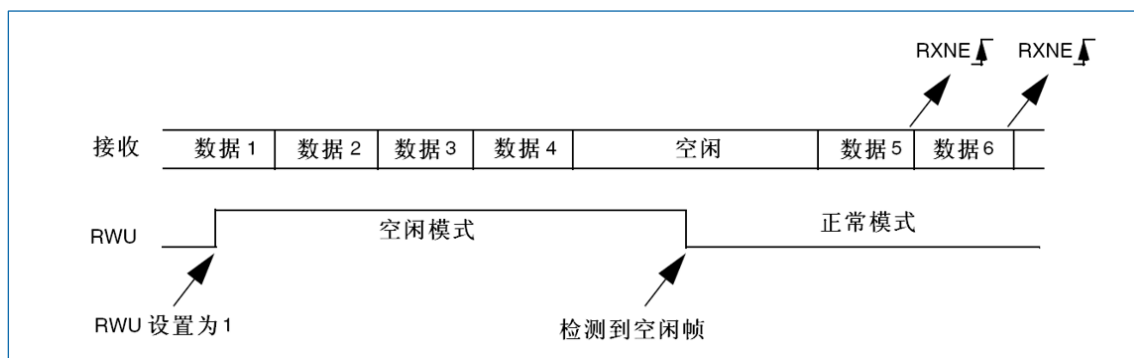 RXNE RXNE
接收 数据 1 数据 2 数据 3 数据 4 空闲 数据 5 数据 6
RWU 空闲模式 正常模式
RWU 设置为 1 检测到空闲帧